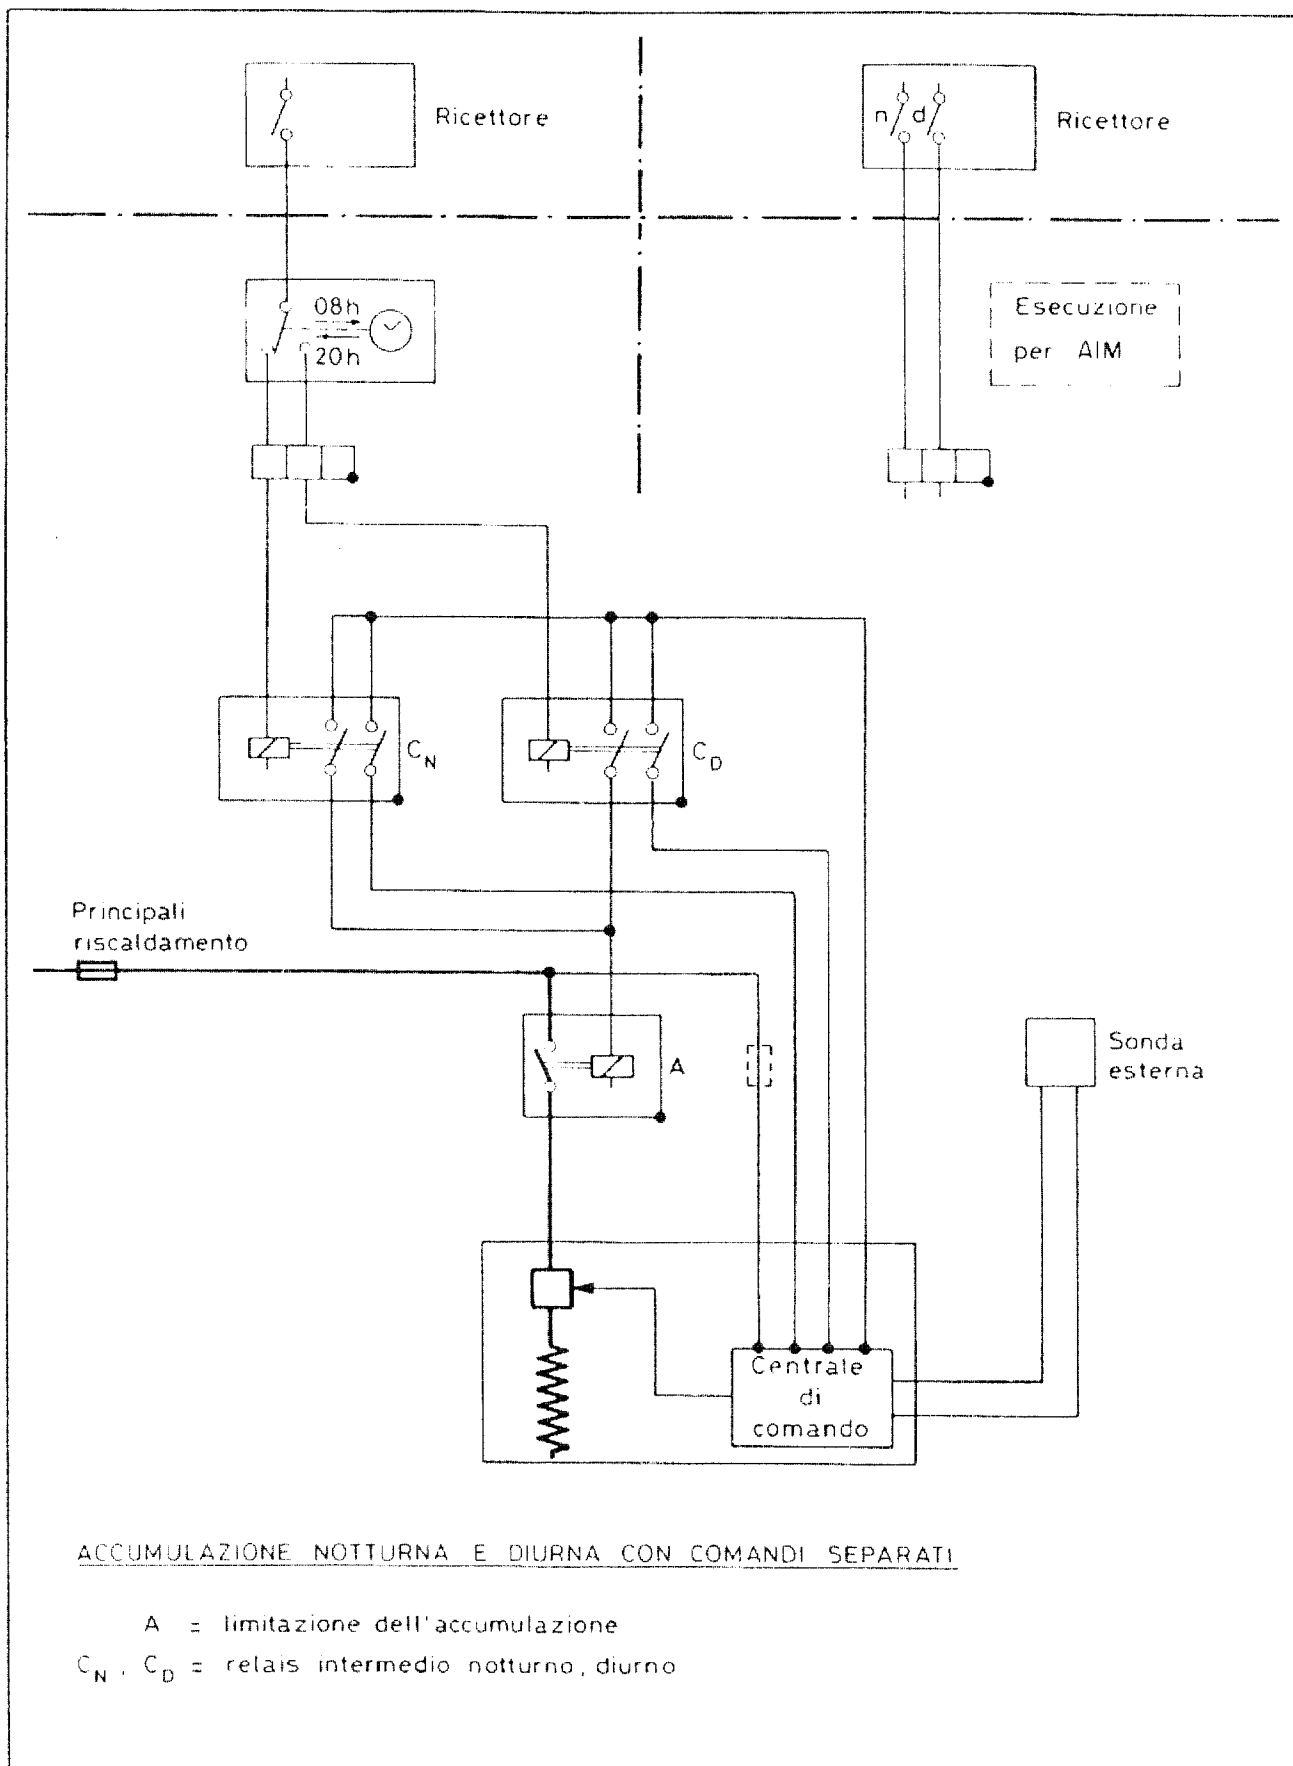 Ricettore
n d
Ricettore
08h
20h
Esecuzione
per AIM
C_N
C_D
Principali
riscaldamento
A
Sonda
esterna
Centrale
di
comando
ACCUMULAZIONE NOTTURNA E DIURNA CON COMANDI SEPARATI
A = limitazione dell'accumulazione
C_N, C_D = relais intermedio notturno, diurno